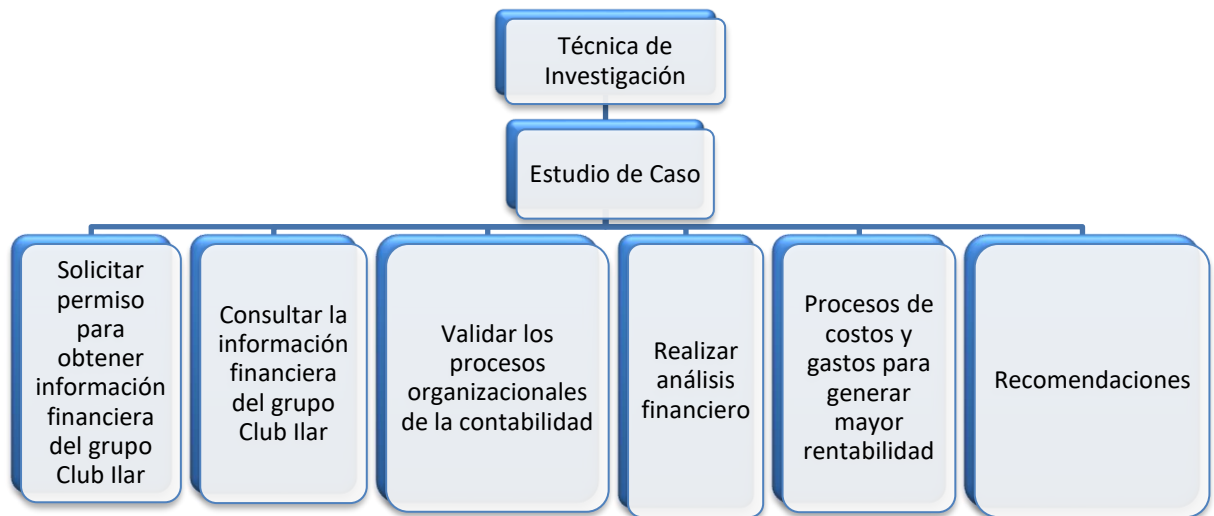 Técnica de
Investigación
Estudio de Caso
Solicitar
permiso
para
obtener
información
financiera
del grupo
Club Ilar
Consultar la
información
financiera
del grupo
Club Ilar
Validar los
procesos
organizacionales
de la contabilidad
Realizar
análisis
financiero
Procesos de
costos y
gastos para
generar
mayor
rentabilidad
Recomendaciones